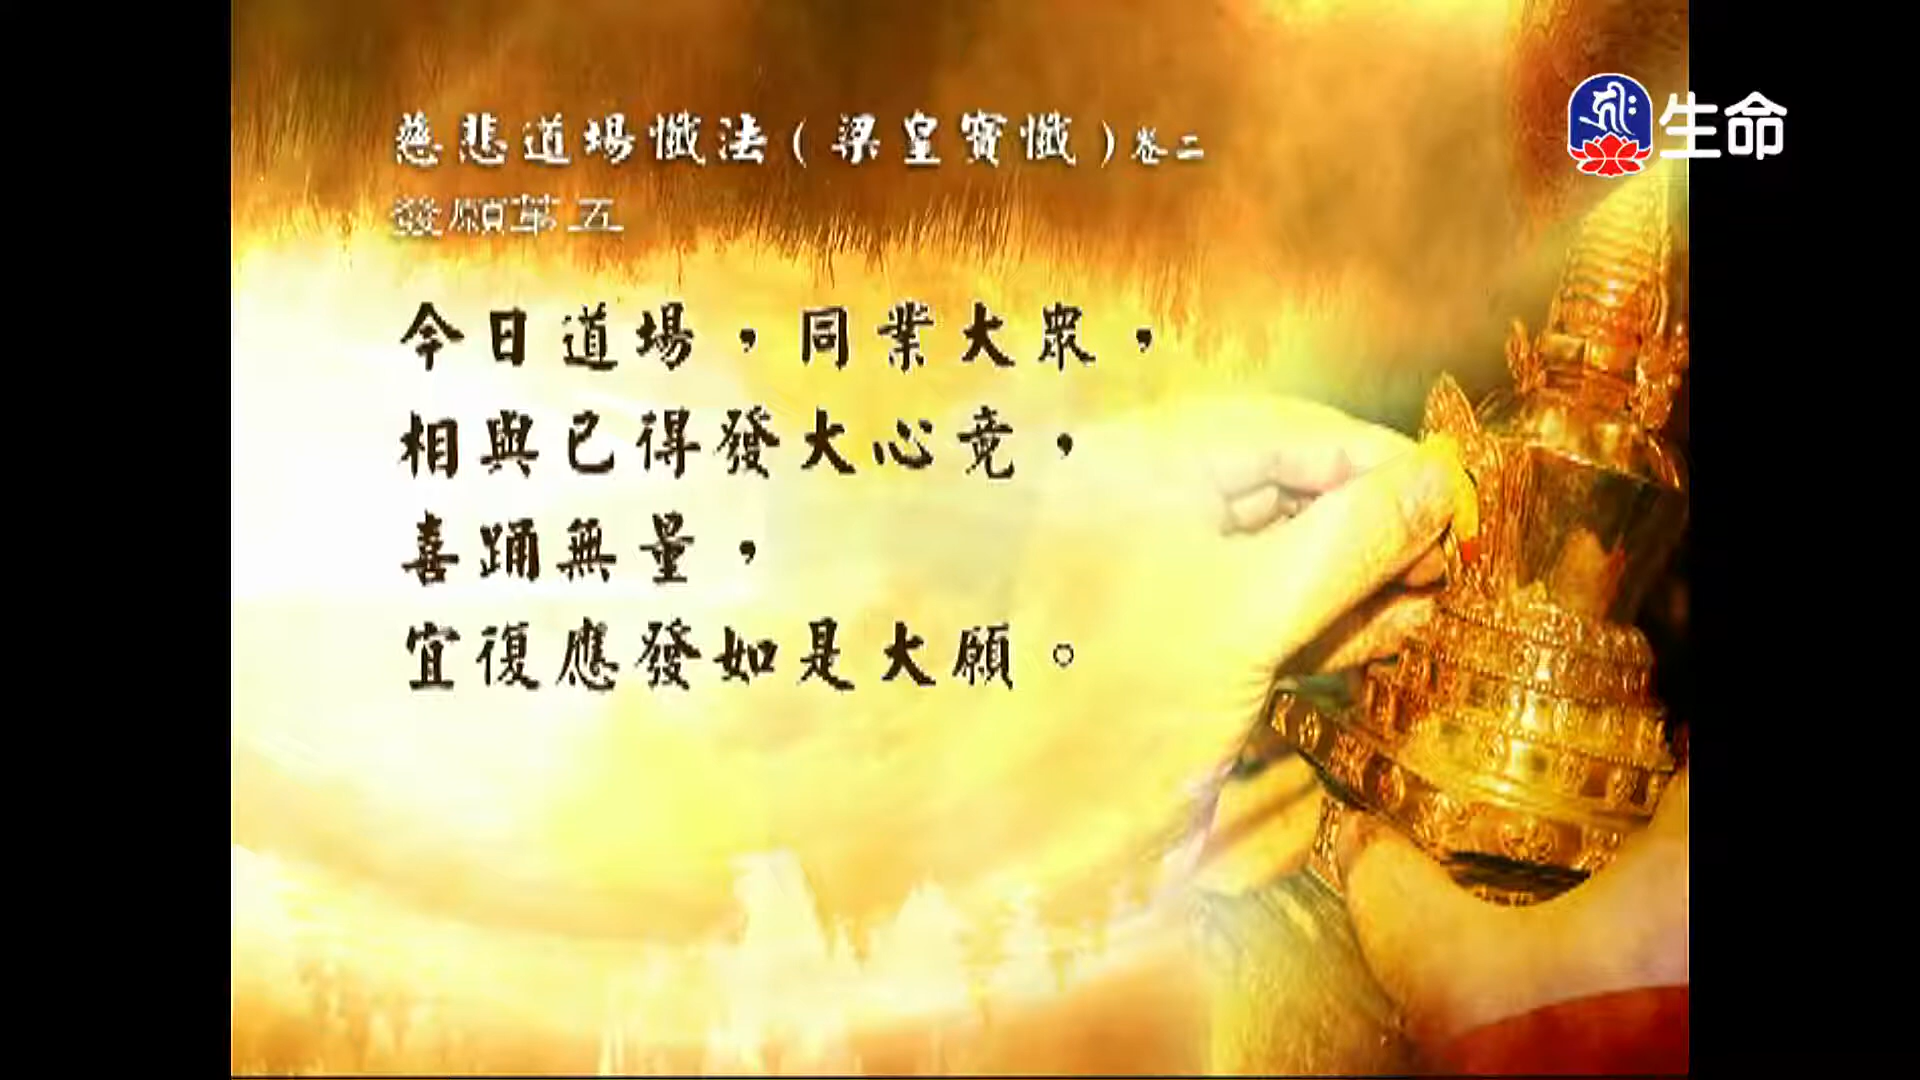 慈悲道場懺法(梁皇寶懺)卷二
發願第五
今日道場，同業大眾，
相與已得發大心竟，
喜踊無量，
宜復應發如是大願。
生命